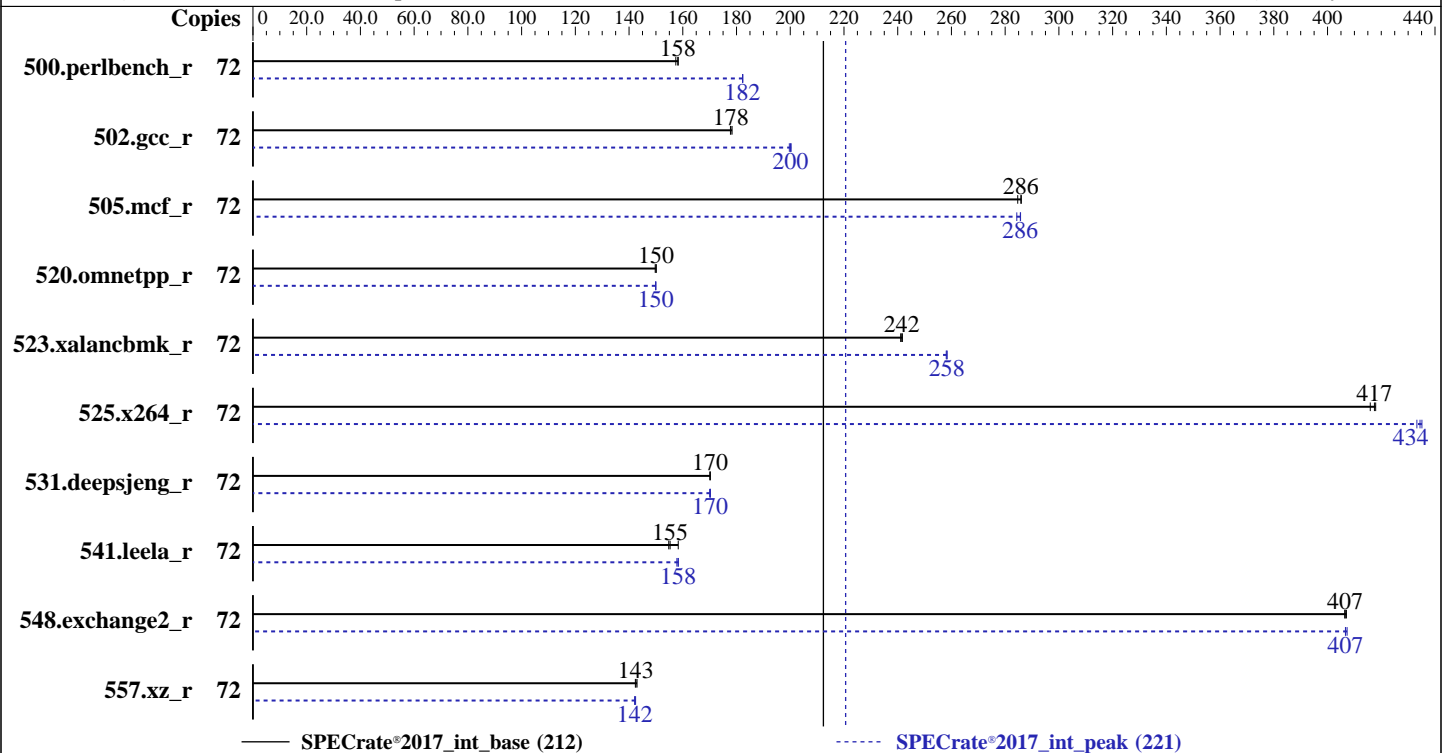 Copies 0 20.0 40.0 60.0 80.0 100 120 140 160 180 200 220 240 260 280 300 320 340 360 380 400 440
158
500.perlbench_r 72
182
178
502.gcc_r 72
200
286
505.mcf_r 72
286
150
520.omnetpp_r 72
150
242
523.xalancbmk_r 72
258
417
525.x264_r 72
434
170
531.deepsjeng_r 72
170
155
541.leela_r 72
158
407
548.exchange2_r 72
407
143
557.xz_r 72
142
SPECrate®2017_int_base (212) SPECrate®2017_int_peak (221)